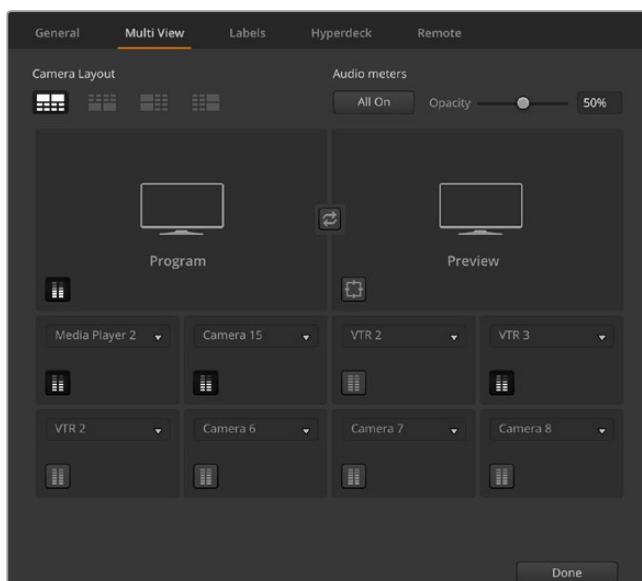 General Multi View Labels Hyperdeck Remote
Camera Layout Audio meters
All On Opacity 50%
Program Preview
Media Player 2 Camera 15 VTR 2 VTR 3
VTR 2 Camera 6 Camera 7 Camera 8
Done